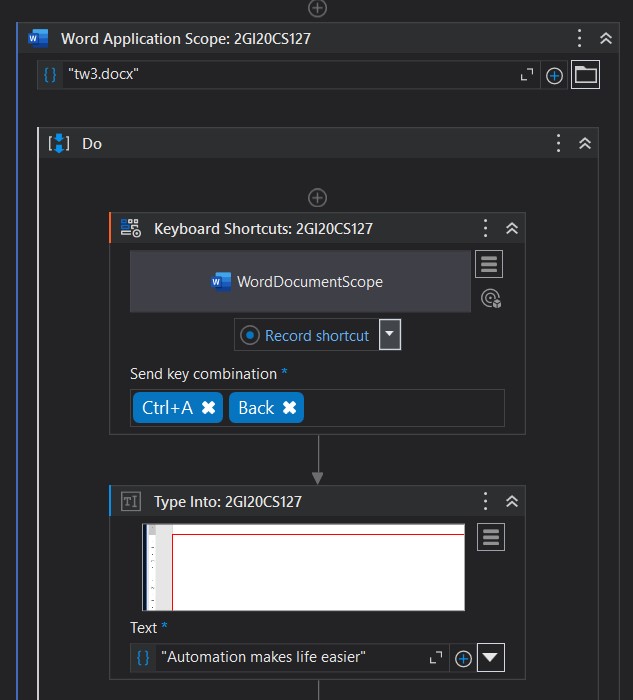 Word Application Scope: 2GI20CS127
"tw3.docx"
Do
Keyboard Shortcuts: 2GI20CS127
WordDocumentScope
Record shortcut
Send key combination *
Ctrl+A Back
Type Into: 2GI20CS127
Text *
"Automation makes life easier"